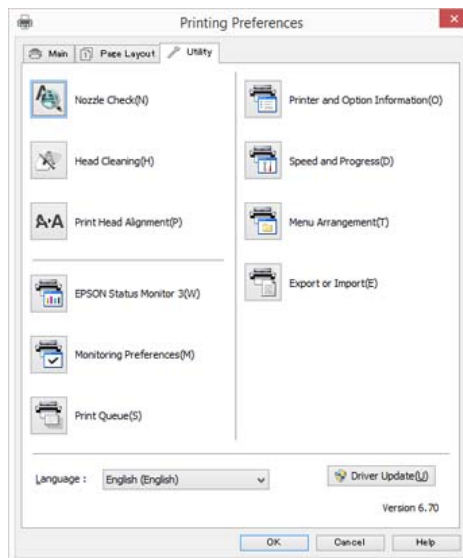 Printing Preferences
Main
Page Layout
Utility
Nozzle Check(N)
Head Cleaning(H)
Print Head Alignment(P)
EPSON Status Monitor 3(W)
Monitoring Preferences(M)
Print Queue(S)
Printer and Option Information(O)
Speed and Progress(D)
Menu Arrangement(T)
Export or Import(E)
Language :
English (English)
Driver Update(U)
Version 6.70
OK
Cancel
Help